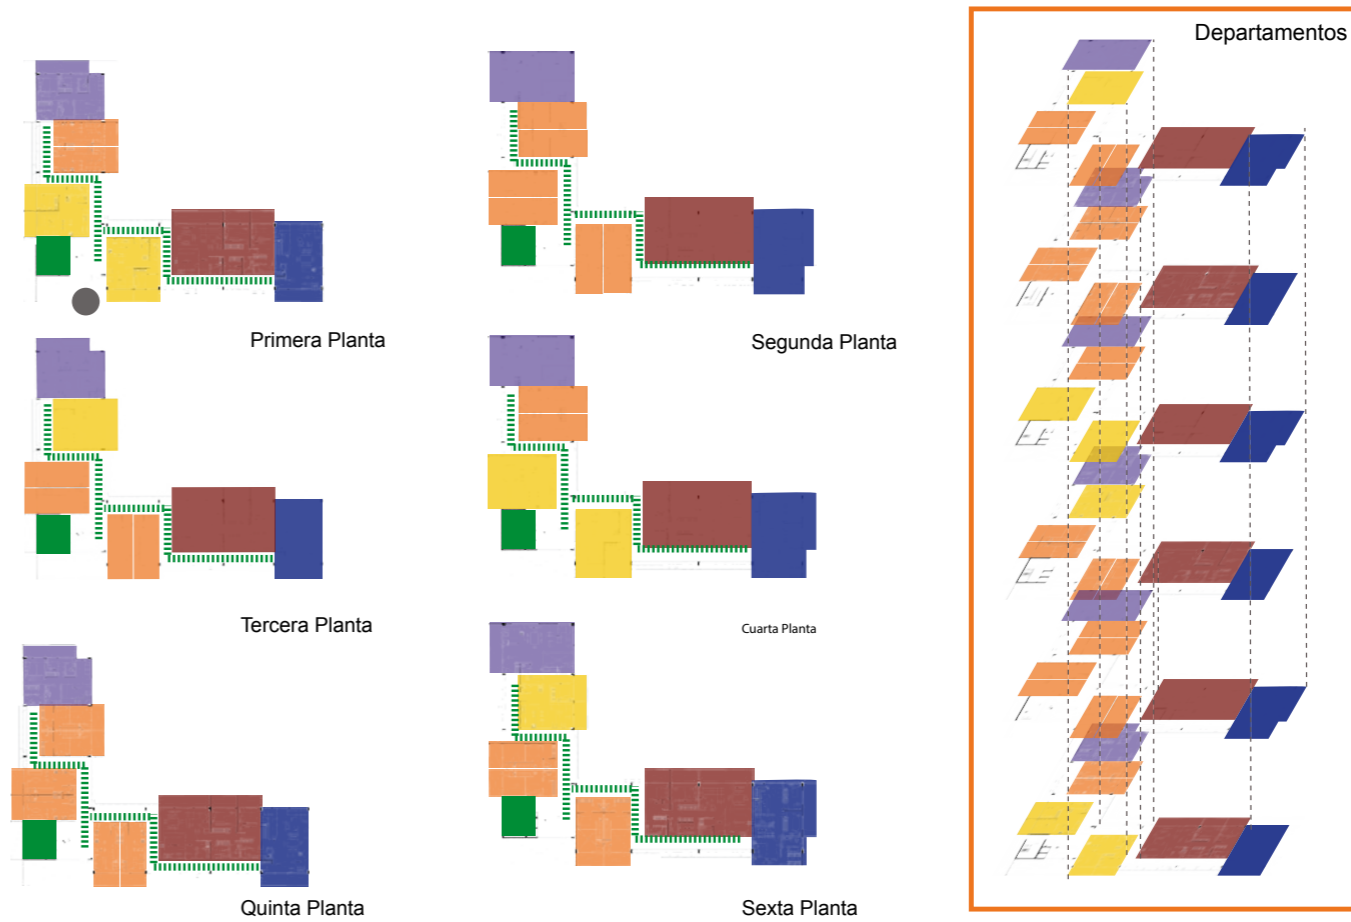 Departamentos
Primera Planta
Segunda Planta
Tercera Planta
Cuarta Planta
Quinta Planta
Sexta Planta